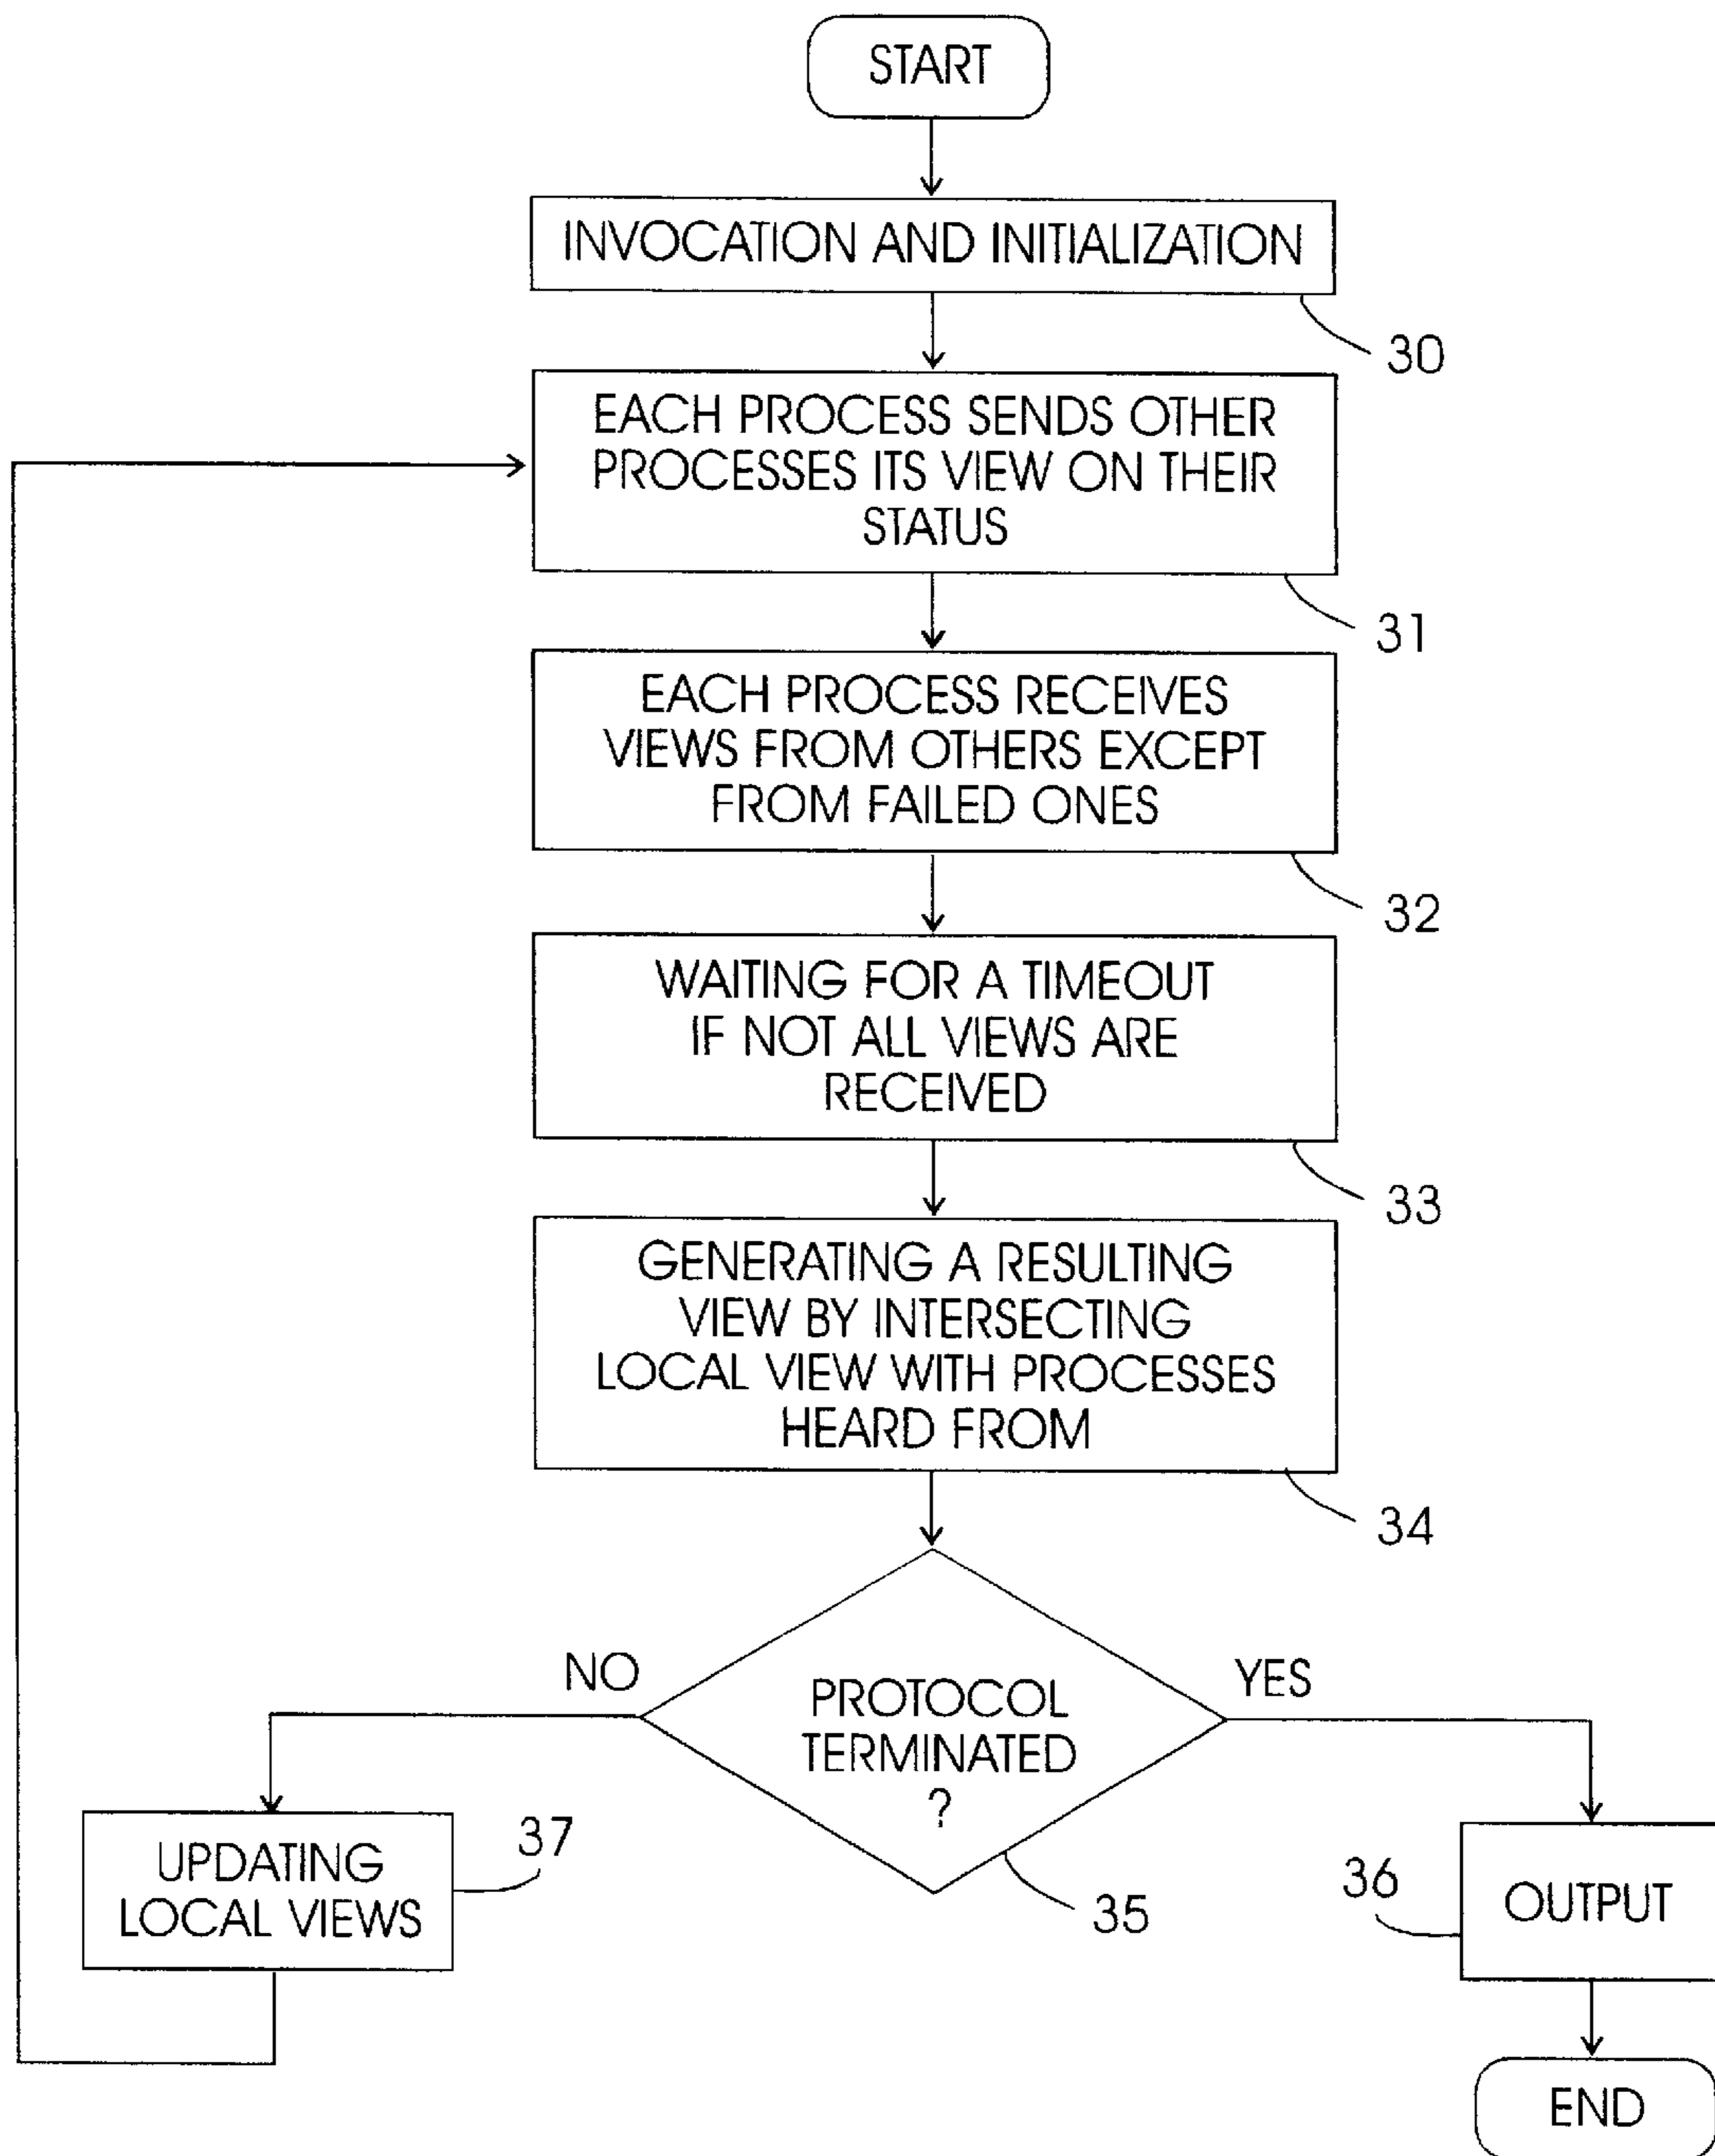 START
INVOCATION AND INITIALIZATION
30
EACH PROCESS SENDS OTHER
PROCESSES ITS VIEW ON THEIR
STATUS
31
EACH PROCESS RECEIVES
VIEWS FROM OTHERS EXCEPT
FROM FAILED ONES
32
WAITING FOR A TIMEOUT
IF NOT ALL VIEWS ARE
RECEIVED
33
GENERATING A RESULTING
VIEW BY INTERSECTING
LOCAL VIEW WITH PROCESSES
HEARD FROM
34
NO
YES
PROTOCOL
TERMINATED
?
35
UPDATING
LOCAL VIEWS
37
36
OUTPUT
END